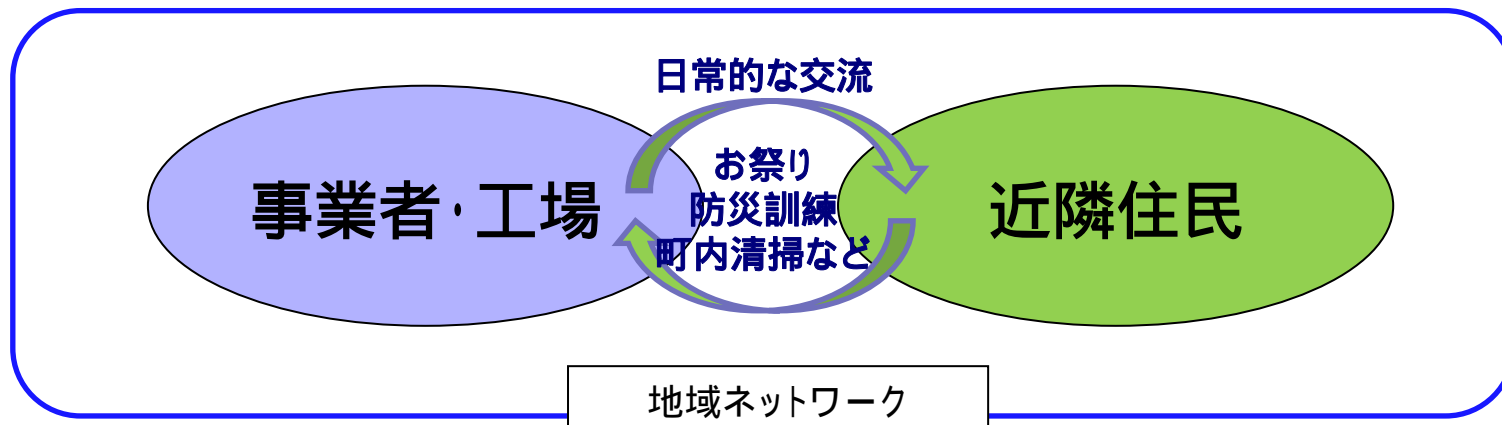 日常的な交流
事業者・工場
お祭り
防災訓練
町内清掃など
近隣住民
地域ネットワーク